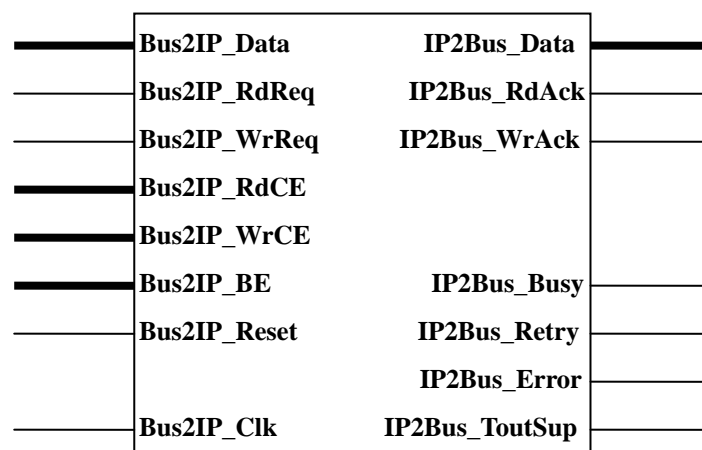 Bus2IP_Data IP2Bus_Data
Bus2IP_RdReq IP2Bus_RdAck
Bus2IP_WrReq IP2Bus_WrAck
Bus2IP_RdCE
Bus2IP_WrCE
Bus2IP_BE IP2Bus_Busy
Bus2IP_Reset IP2Bus_Retry
IP2Bus_Error
Bus2IP_Clk IP2Bus_ToutSup